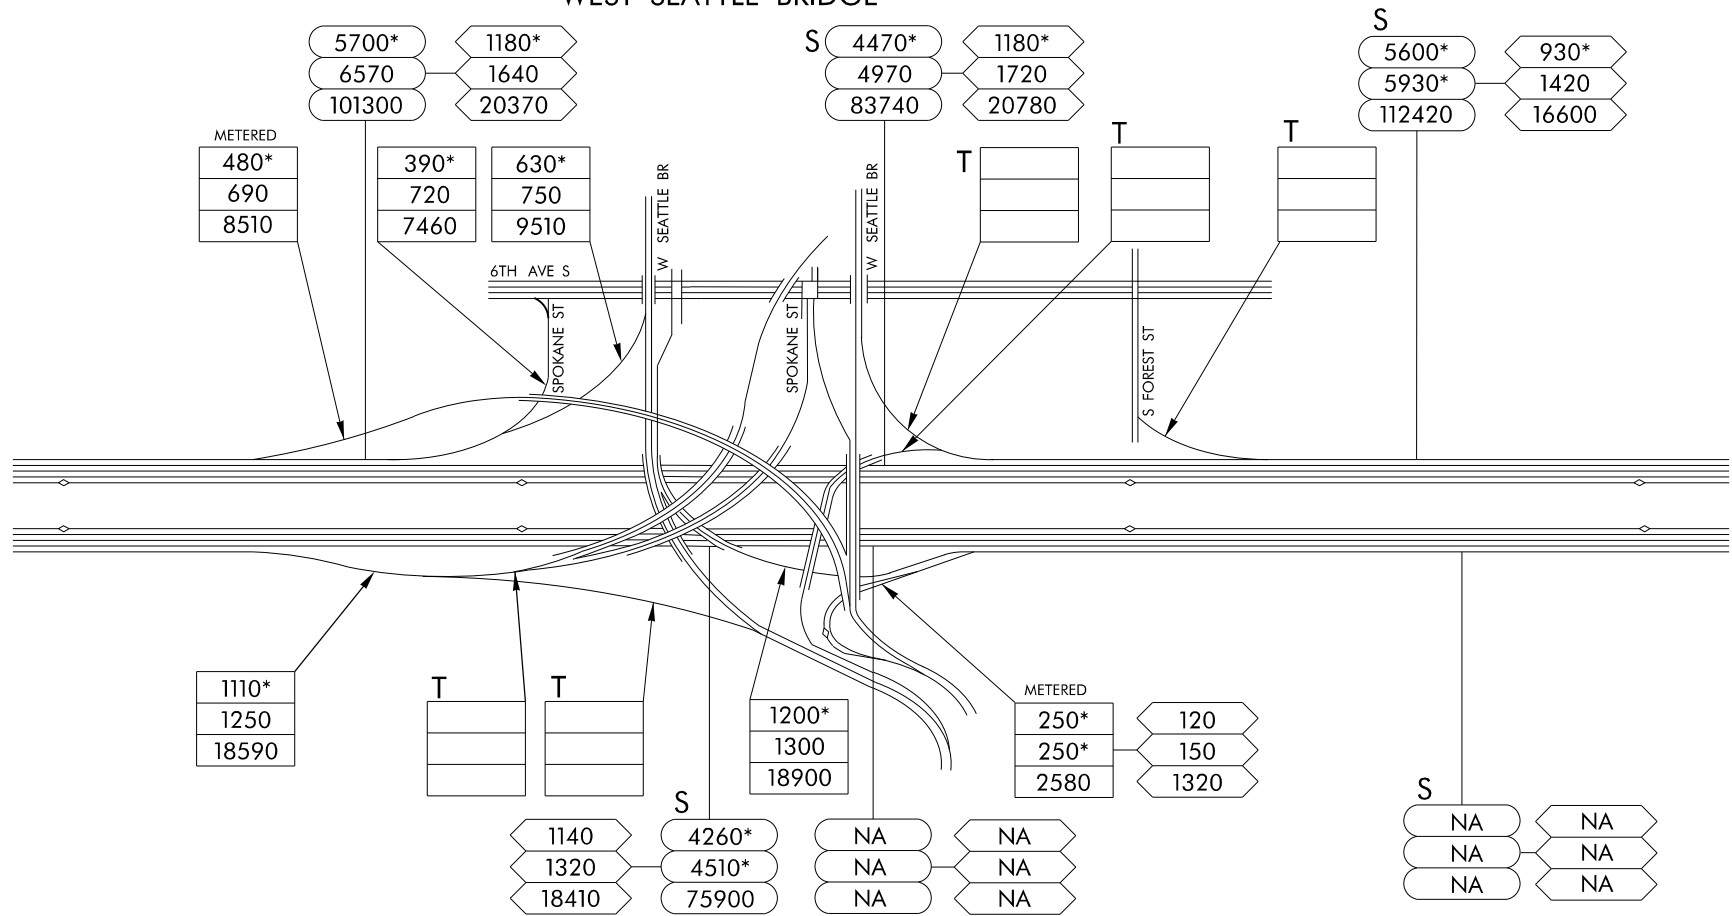 WEST SEATTLE BRIDGE
S
5700* 1180*
6570 1640
101300 20370
S
4470* 1180*
4970 1720
83740 20780
5600* 930*
5930* 1420
112420 16600
METERED
480*
690
8510
390*
720
7460
630*
750
9510
W SEATTLE BR
W SEATTLE BR
T
T
T
6TH AVE S
SPOKANE ST
SPOKANE ST
S FOREST ST
1110*
1250
18590
T
T
1200*
1300
18900
METERED
250* 120
250* 150
2580 1320
S
1140 4260*
1320 4510*
18410 75900
NA NA
NA NA
NA NA
S
NA NA
NA NA
NA NA